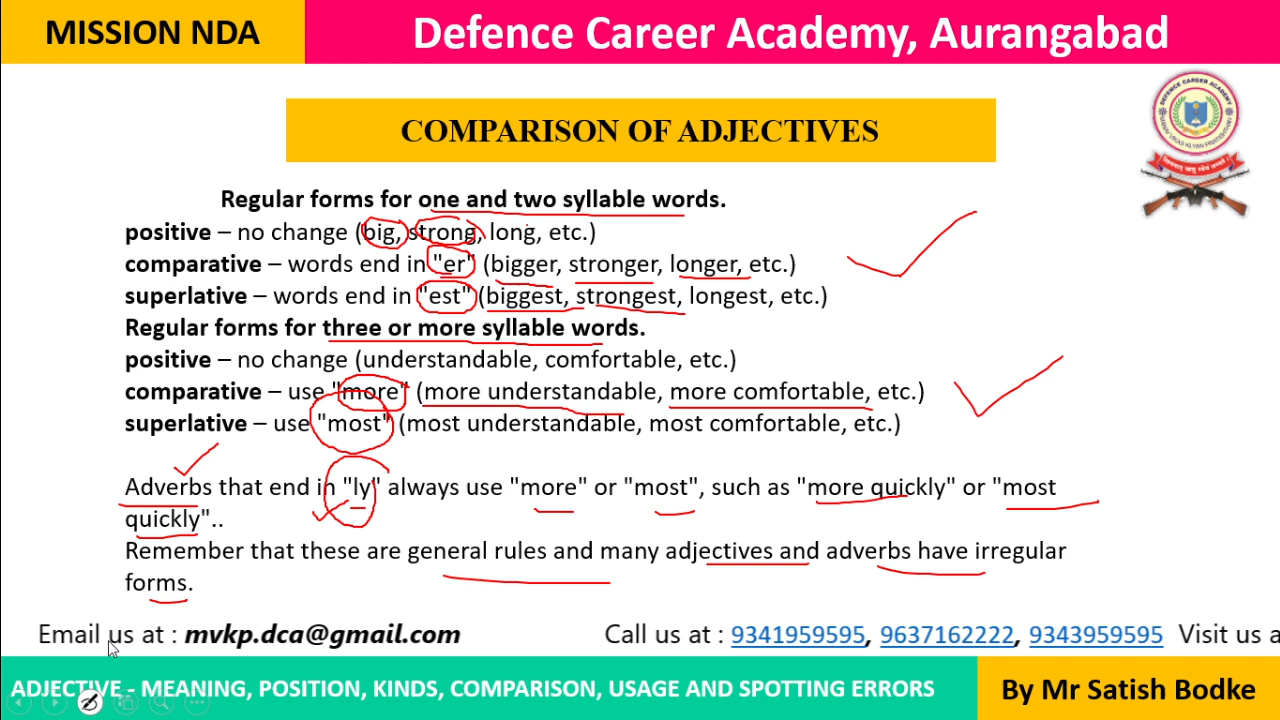 MISSION NDA
Defence Career Academy, Aurangabad
DEFENCE CAREER ACADEMY
COMPARISON OF ADJECTIVES
Regular forms for one and two syllable words.
positive – no change (big, strong, long, etc.)
comparative – words end in "er" (bigger, stronger, longer, etc.)
superlative – words end in "est" (biggest, strongest, longest, etc.)
Regular forms for three or more syllable words.
positive – no change (understandable, comfortable, etc.)
comparative – use "more" (more understandable, more comfortable, etc.)
superlative – use "most" (most understandable, most comfortable, etc.)
Adverbs that end in "ly" always use "more" or "most", such as "more quickly" or "most
quickly"..
Remember that these are general rules and many adjectives and adverbs have irregular
forms.
Email us at : mvkp.dca@gmail.com
Call us at : 9341959595, 9637162222, 9343959595 Visit us a
ADJECTIVE - MEANING, POSITION, KINDS, COMPARISON, USAGE AND SPOTTING ERRORS
By Mr Satish Bodke